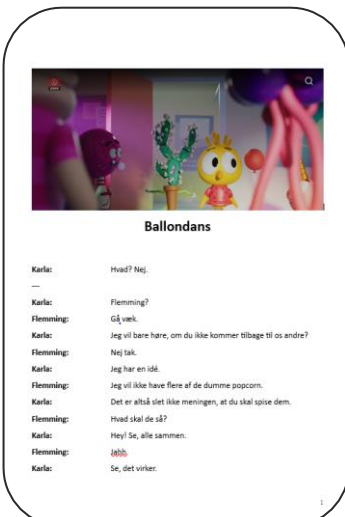 Ballondans
Karla: Hvad? Nej.
—
Karla: Flemming?
Flemming: Gå væk.
Karla: Jeg vil bare høre, om du ikke kommer tilbage til os andre?
Flemming: Nej tak.
Karla: Jeg har en idé.
Flemming: Jeg vil ikke have flere af de dumme popcorn.
Karla: Det er altså slet ikke meningen, at du skal spise dem.
Flemming: Hvad skal de så?
Karla: Hey! Se, alle sammen.
Flemming: Jahh.
Karla: Se, det virker.
1